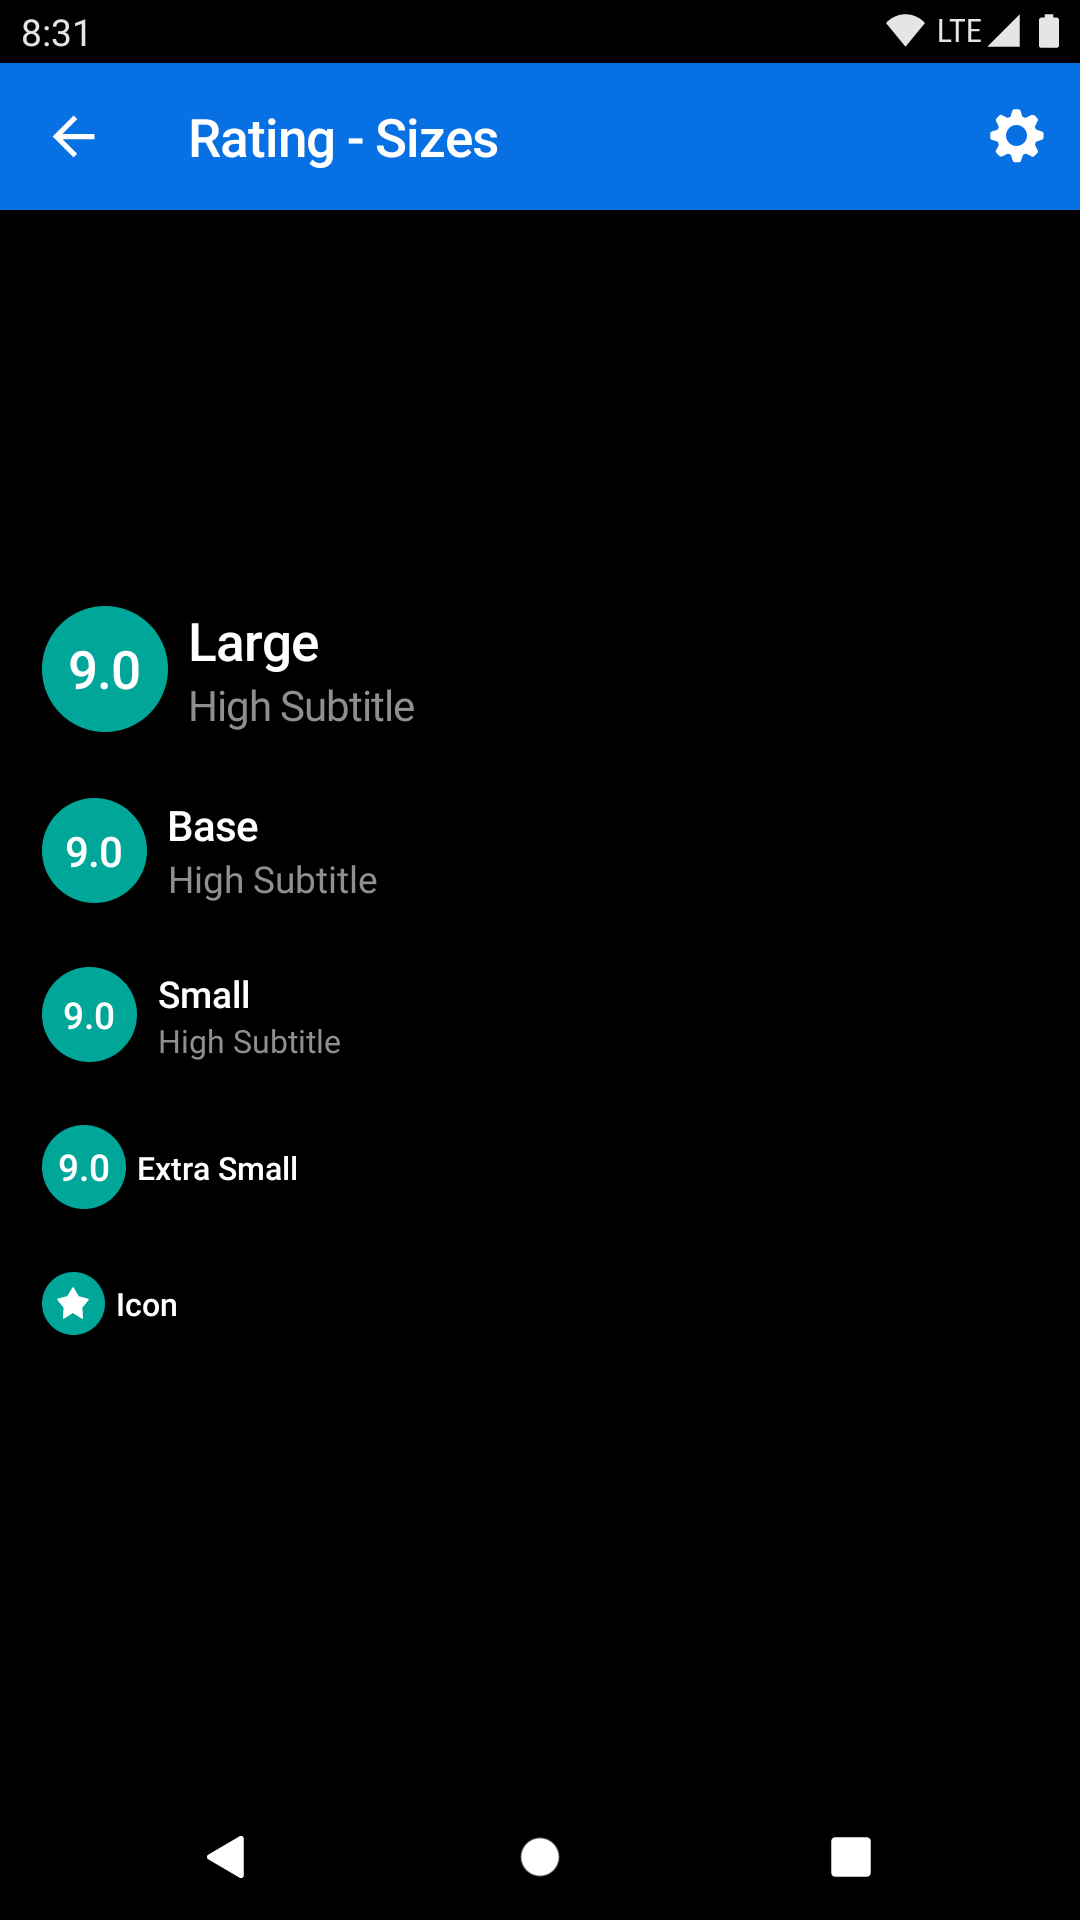 8:31
LTE
Rating - Sizes
9.0
Large
High Subtitle
9.0
Base
High Subtitle
9.0
Small
High Subtitle
9.0
Extra Small
Icon